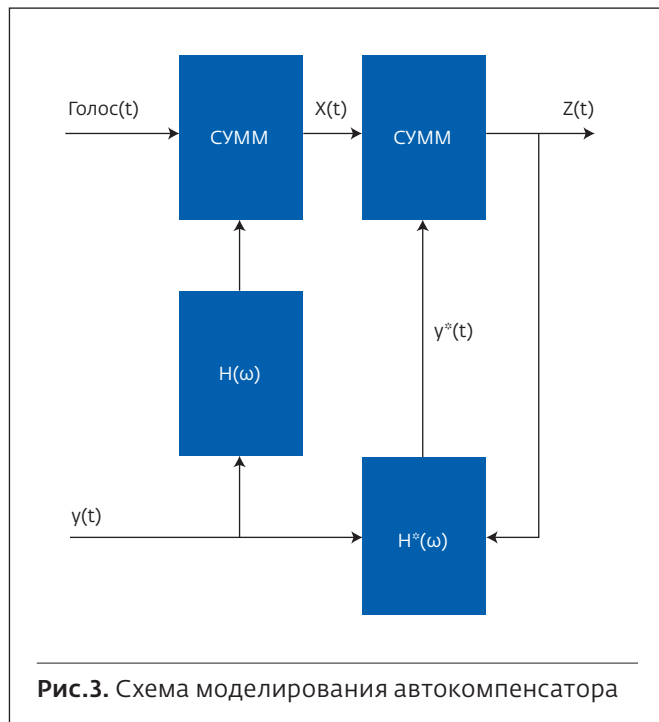 Голос(t)
СУММ
X(t)
СУММ
Z(t)
H(ω)
y*(t)
y(t)
H*(ω)
Рис.3. Схема моделирования автокомпенсатора